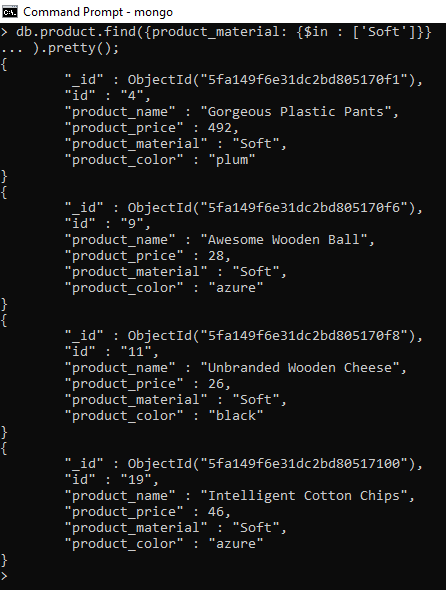 Command Prompt - mongo
> db.product.find({product_material: {$in : ['Soft']}}
... ).pretty();
{
        "_id" : ObjectId("5fa149f6e31dc2bd805170f1"),
        "id" : "4",
        "product_name" : "Gorgeous Plastic Pants",
        "product_price" : 492,
        "product_material" : "Soft",
        "product_color" : "plum"
}
{
        "_id" : ObjectId("5fa149f6e31dc2bd805170f6"),
        "id" : "9",
        "product_name" : "Awesome Wooden Ball",
        "product_price" : 28,
        "product_material" : "Soft",
        "product_color" : "azure"
}
{
        "_id" : ObjectId("5fa149f6e31dc2bd805170f8"),
        "id" : "11",
        "product_name" : "Unbranded Wooden Cheese",
        "product_price" : 26,
        "product_material" : "Soft",
        "product_color" : "black"
}
{
        "_id" : ObjectId("5fa149f6e31dc2bd80517100"),
        "id" : "19",
        "product_name" : "Intelligent Cotton Chips",
        "product_price" : 46,
        "product_material" : "Soft",
        "product_color" : "azure"
}
>